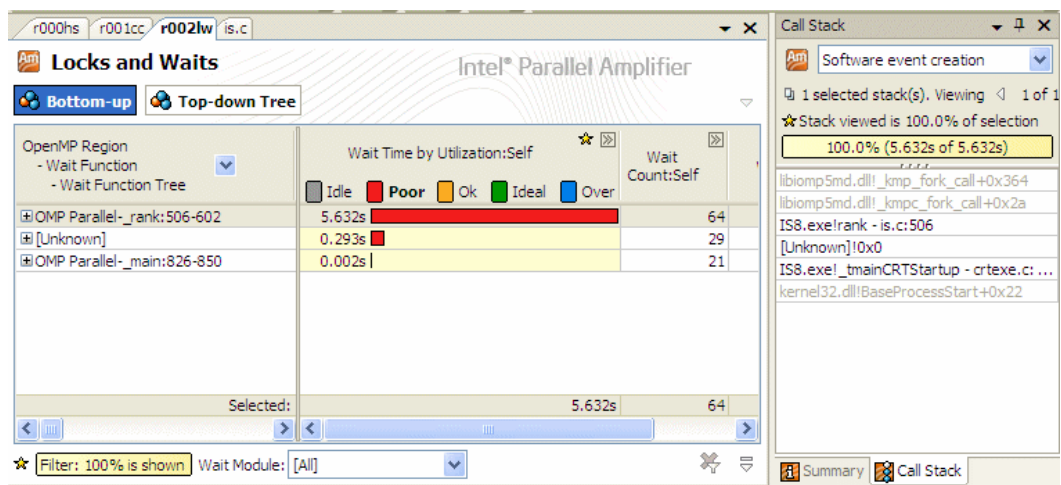 r000hs r001cc r002lw is.c
Locks and Waits
Intel® Parallel Amplifier
Bottom-up Top-down Tree
OpenMP Region
- Wait Function
- Wait Function Tree
Wait Time by Utilization:Self
Idle Poor Ok Ideal Over
Wait
Count:Self
OMP Parallel-_rank:506-602 5.632s 64
[Unknown] 0.293s 29
OMP Parallel-_main:826-850 0.002s 21
Selected: 5.632s 64
Filter: 100% is shown Wait Module: [All]
Call Stack
Software event creation
1 selected stack(s). Viewing 1 of 1
Stack viewed is 100.0% of selection
100.0% (5.632s of 5.632s)
libiomp5md.dll!_kmp_fork_call+0x364
libiomp5md.dll!_kmpc_fork_call+0x2a
IS8.exe!rank - is.c:506
[Unknown]!0x0
IS8.exe!_tmainCRTStartup - crtexe.c: ...
kernel32.dll!BaseProcessStart+0x22
Summary Call Stack